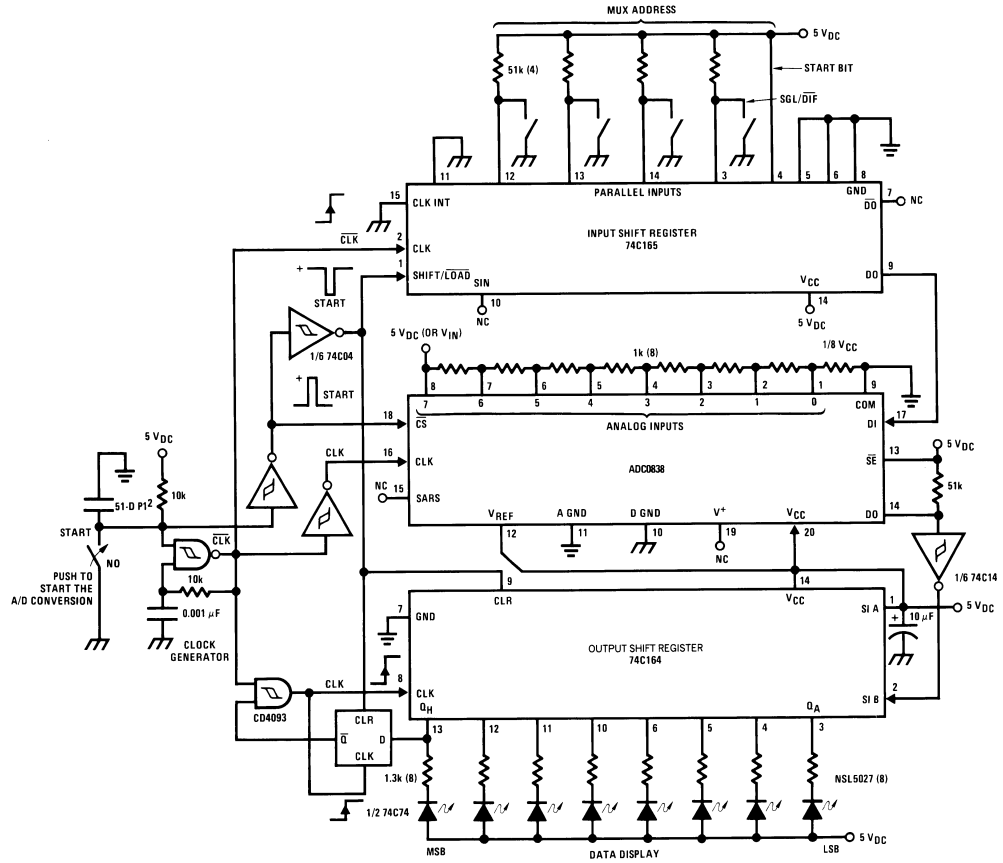 MUX ADDRESS
5 VDC
51k (4)
START BIT
SGL/D̅I̅F̅
11
12
13
14
3
4
5
6
8
GND
PARALLEL INPUTS
15
CLK INT
7
D̅O̅
NC
INPUT SHIFT REGISTER
74C165
C̅L̅K̅
2
CLK
1
SHIFT/L̅O̅A̅D̅
9
DO
+
START
SIN
10
NC
VCC
14
5 VDC
1/6 74C04
5 VDC (OR VIN)
1k (8)
1/8 VCC
+
START
8
7
6
5
4
3
2
1
9
7
6
5
4
3
2
1
0
COM
ANALOG INPUTS
18
C̅S̅
17
DI
CLK
16
CLK
ADC0838
13
S̅E̅
5 VDC
51k
NC
15
SARS
14
DO
VREF
12
A GND
11
D GND
10
V+
19
NC
VCC
20
5 VDC
10k
51-D P1²
START
NO
C̅L̅K̅
PUSH TO
START THE
A/D CONVERSION
10k
0.001 μF
CLOCK
GENERATOR
1/6 74C14
9
CLR
14
VCC
7
GND
1
SI A
5 VDC
+
10 μF
OUTPUT SHIFT REGISTER
74C164
CLK
8
CLK
2
SI B
QH
QA
CD4093
CLR
Q̅
D
CLK
13
12
11
10
6
5
4
3
1.3k (8)
NSL5027 (8)
1/2 74C74
MSB
DATA DISPLAY
LSB
5 VDC